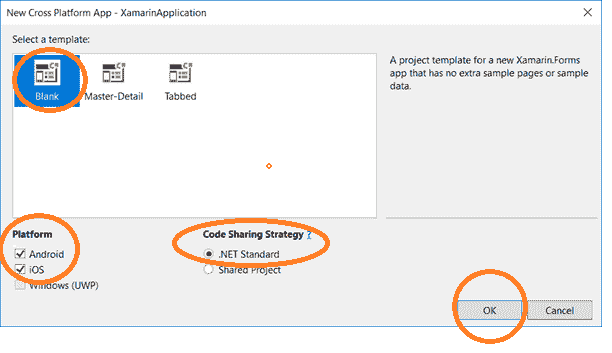 New Cross Platform App - XamarinApplication
Select a template:
Blank
Master-Detail
Tabbed
A project template for a new Xamarin.Forms
app that has no extra sample pages or sample
data.
Platform
Android
iOS
Windows (UWP)
Code Sharing Strategy ?
.NET Standard
Shared Project
OK
Cancel